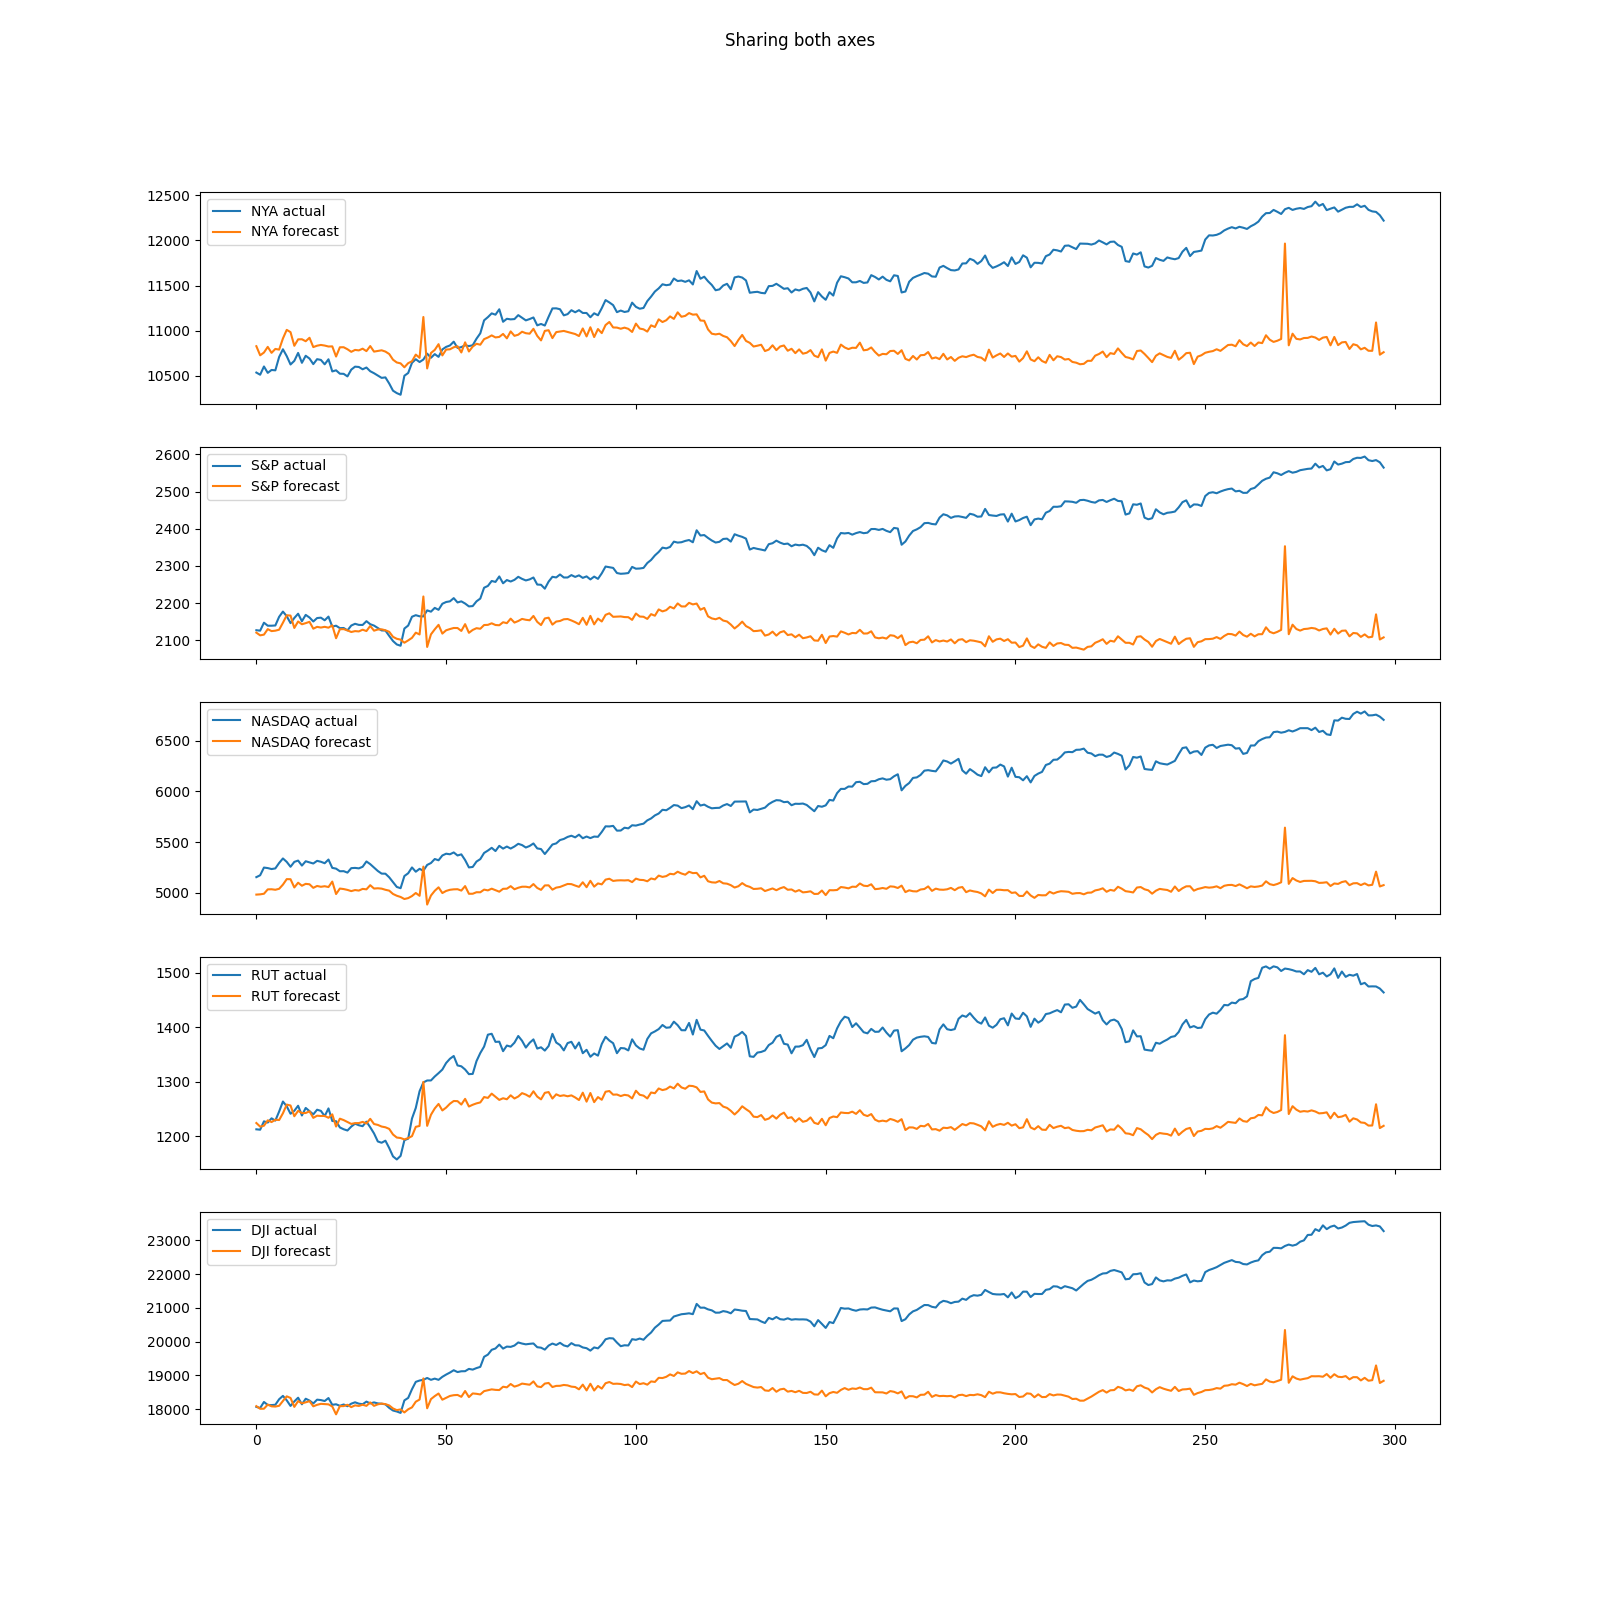 Sharing both axes
12500
12000
11500
11000
10500
NYA actual
NYA forecast
2600
2500
2400
2300
2200
2100
S&P actual
S&P forecast
6500
6000
5500
5000
NASDAQ actual
NASDAQ forecast
1500
1400
1300
1200
RUT actual
RUT forecast
23000
22000
21000
20000
19000
18000
DJI actual
DJI forecast
0 50 100 150 200 250 300